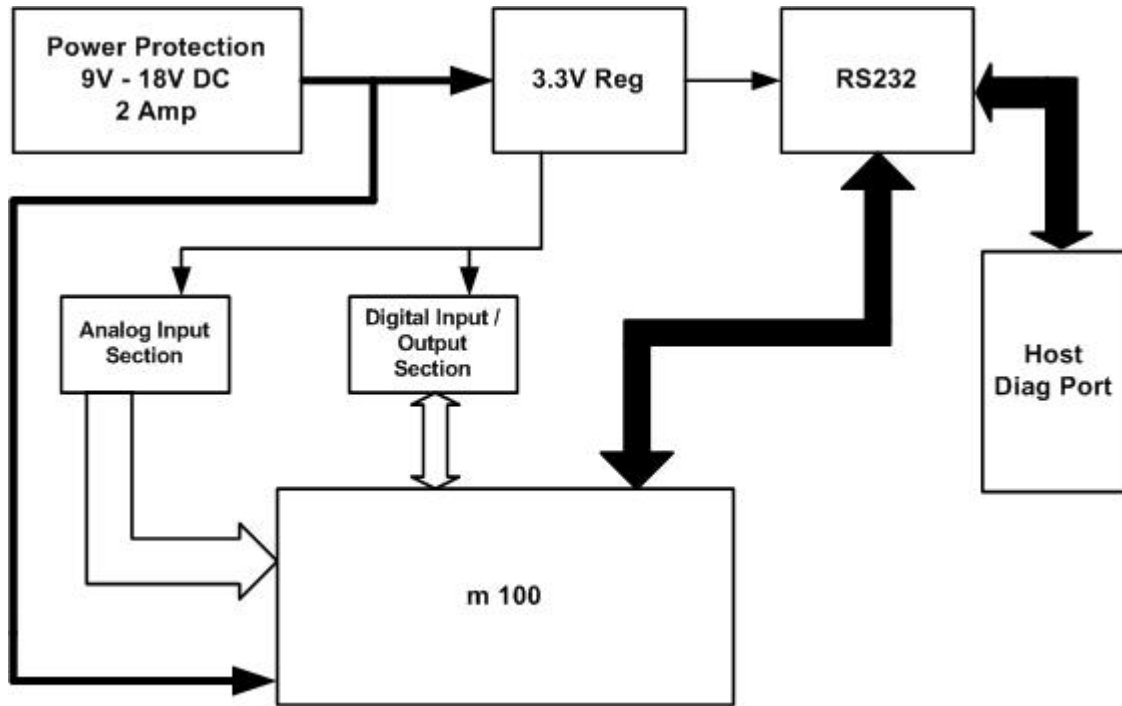 Power Protection
9V - 18V DC
2 Amp
3.3V Reg
RS232
Analog Input
Section
Digital Input /
Output
Section
Host
Diag Port
m 100